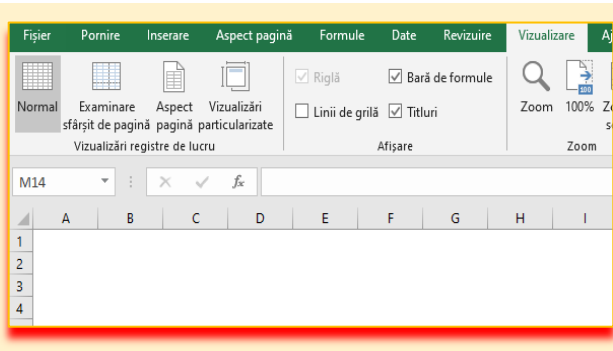 Fișier Pornire Inserare Aspect pagină Formule Date Revizuire Vizualizare
Normal Examinare sfârșit de pagină Aspect pagină Vizualizări particularizate
Vizualizări registre de lucru
Riglă Bară de formule
Linii de grilă Titluri
Afișare
Zoom 100%
Zoom
M14 fx
A B C D E F G H I
1
2
3
4